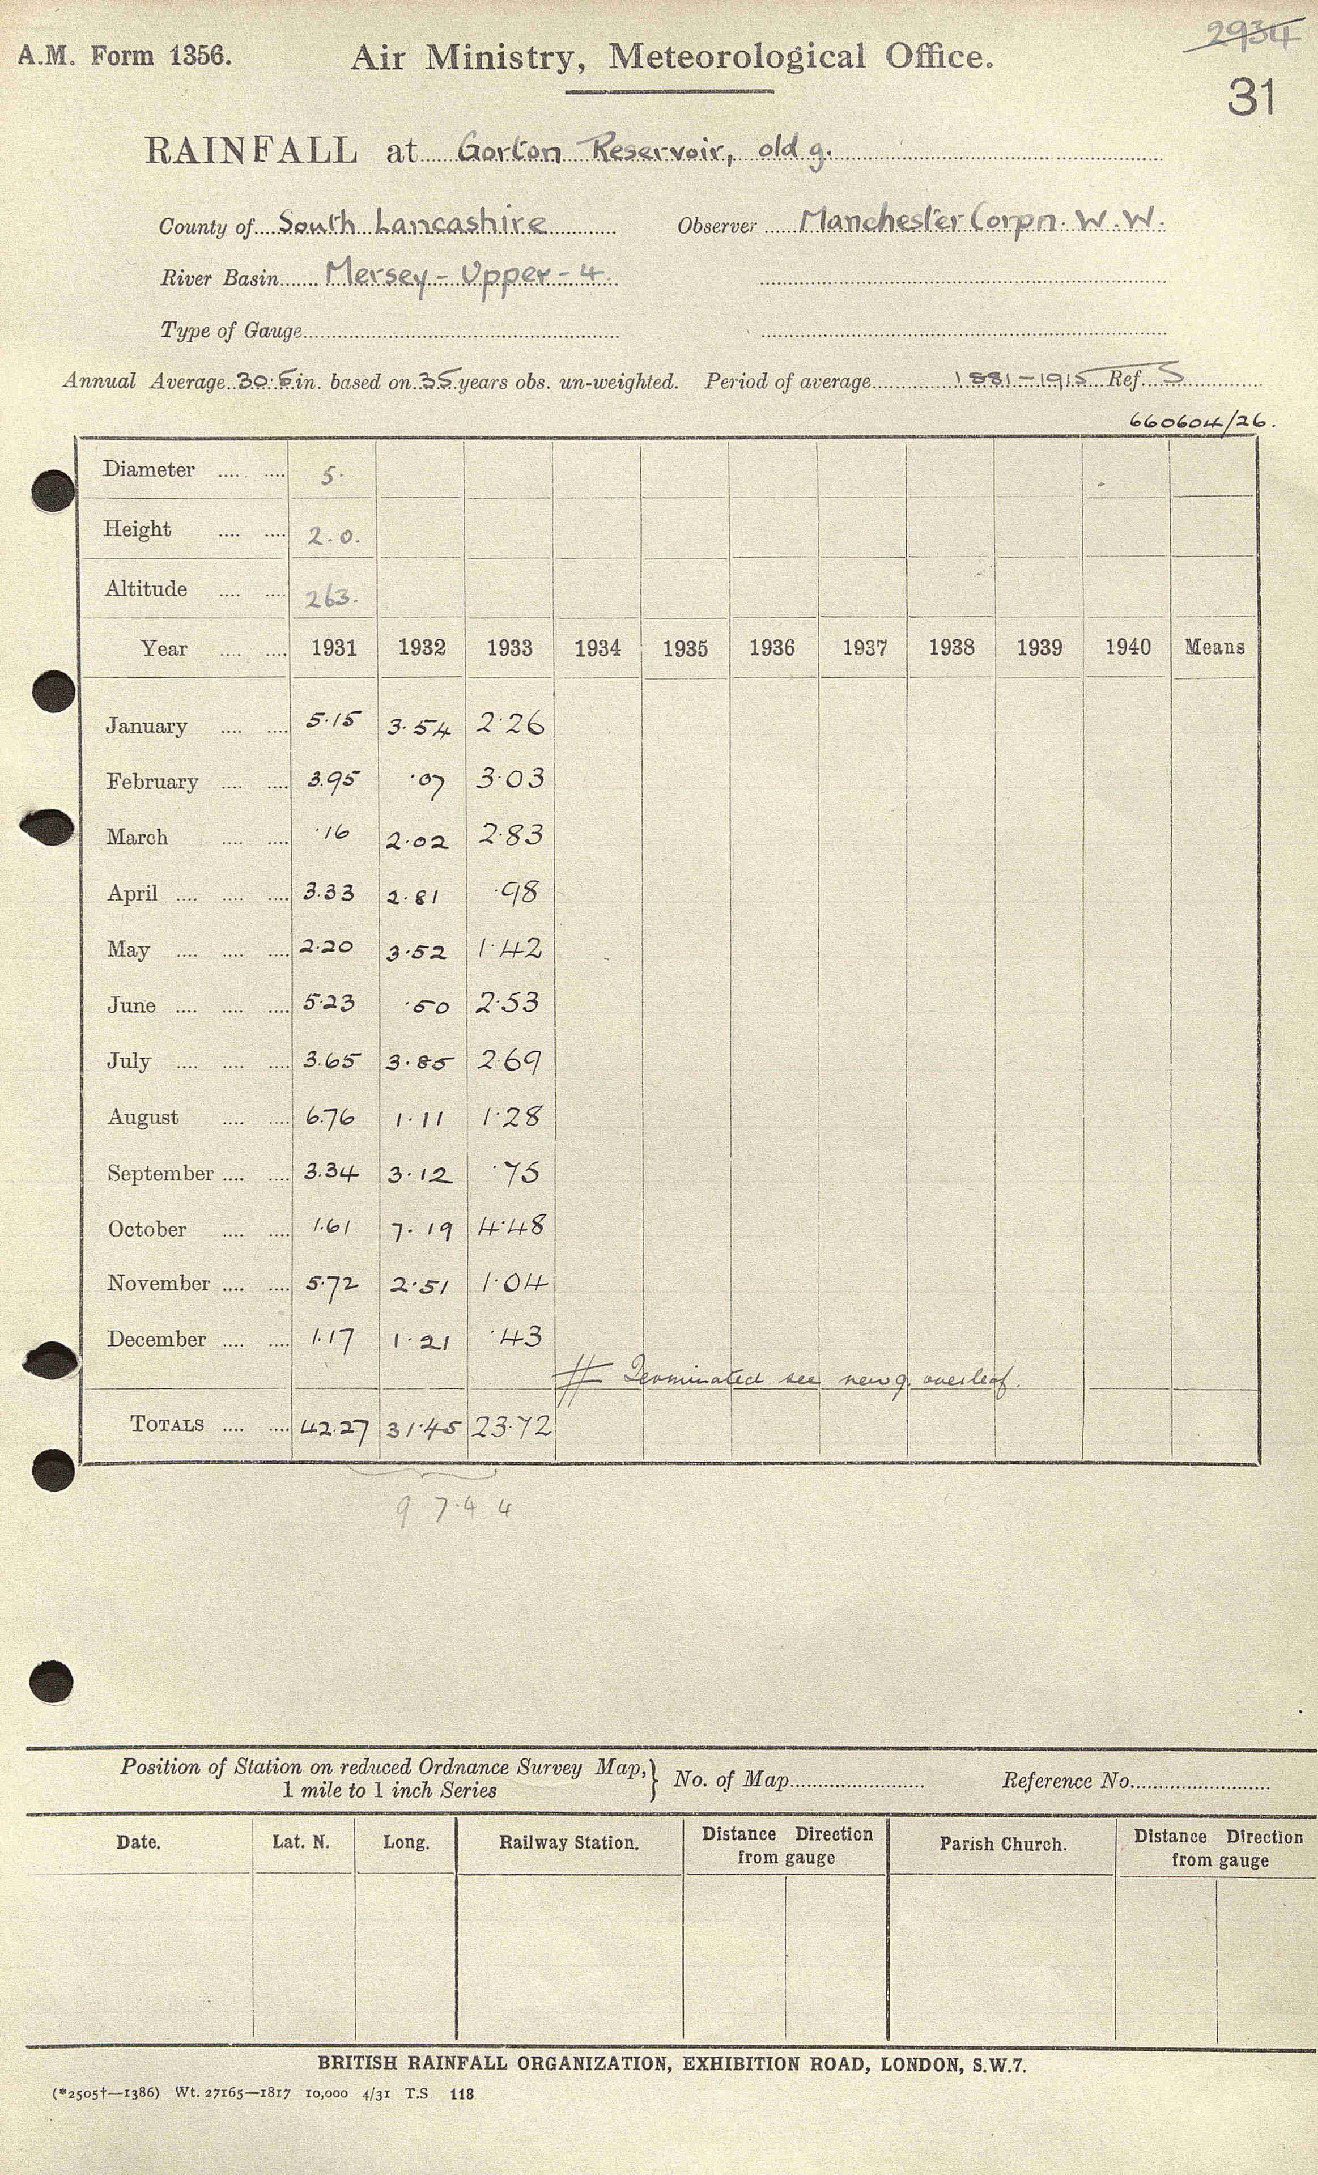 2934
A.M. Form 1356. Air Ministry, Meteorological Office.
31
RAINFALL at Gorton Reservoir, old g.
County of South Lancashire Observer Manchester Corpn. W.W.
River Basin Mersey - Upper - 4.
Type of Gauge
Annual Average 30.5 in. based on 35 years obs. un-weighted. Period of average 1881-1915 Ref. S
660604/26.
Diameter .... .... 5.
Height .... .... 2.0.
Altitude .... .... 263.
Year .... .... 1931 1932 1933 1934 1935 1936 1937 1938 1939 1940 Means
January .... .... 5.15 3.54 2.26
February .... .... 3.95 .07 3.03
March .... .... .16 2.02 2.83
April .... .... .... 3.33 2.81 .98
May .... .... .... 2.20 3.52 1.42
June .... .... .... 5.23 .50 2.53
July .... .... .... 3.65 3.85 2.69
August .... .... 6.76 1.11 1.28
September .... .... 3.34 3.12 .75
October .... .... 1.61 7.19 4.48
November .... .... 5.72 2.51 1.04
December .... .... 1.17 1.21 .43
# Terminated see new g. overleaf.
TOTALS .... .... 42.27 31.45 23.72
97.44
Position of Station on reduced Ordnance Survey Map,} No. of Map Reference No.
1 mile to 1 inch Series
Date. Lat. N. Long. Railway Station. Distance Direction from gauge Parish Church. Distance Direction from gauge
BRITISH RAINFALL ORGANIZATION, EXHIBITION ROAD, LONDON, S.W.7.
(*2505†—1386) Wt. 27165—1817 10,000 4/31 T.S 118